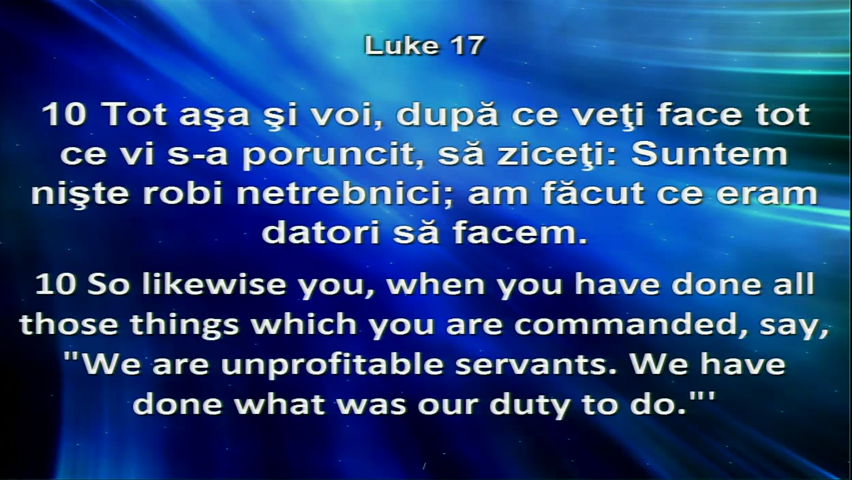 Luke 17
10 Tot aşa şi voi, după ce veţi face tot
ce vi s-a poruncit, să ziceţi: Suntem
nişte robi netrebnici; am făcut ce eram
datori să facem.
10 So likewise you, when you have done all
those things which you are commanded, say,
"We are unprofitable servants. We have
done what was our duty to do."'